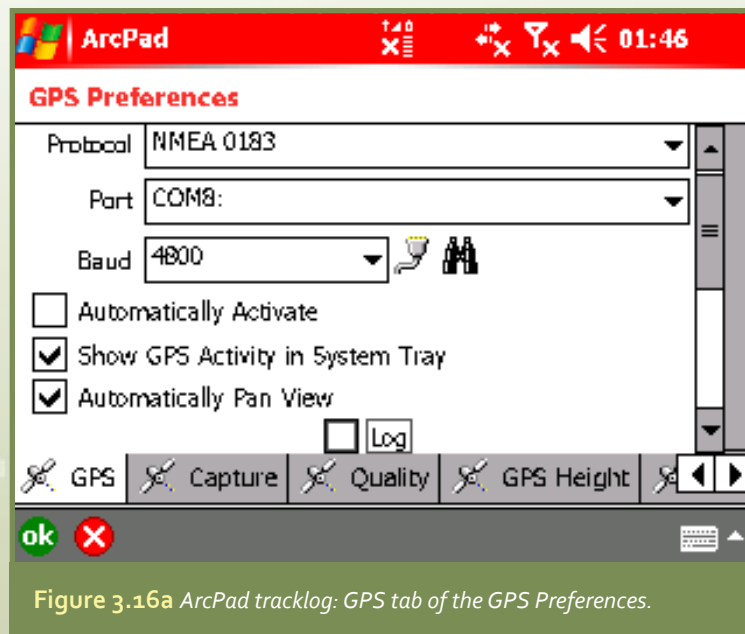 ArcPad 01:46
GPS Preferences
Protocol NMEA 0183
Port COM8:
Baud 4800
Automatically Activate
Show GPS Activity in System Tray
Automatically Pan View
Log
GPS Capture Quality GPS Height
ok
Figure 3.16a ArcPad tracklog: GPS tab of the GPS Preferences.